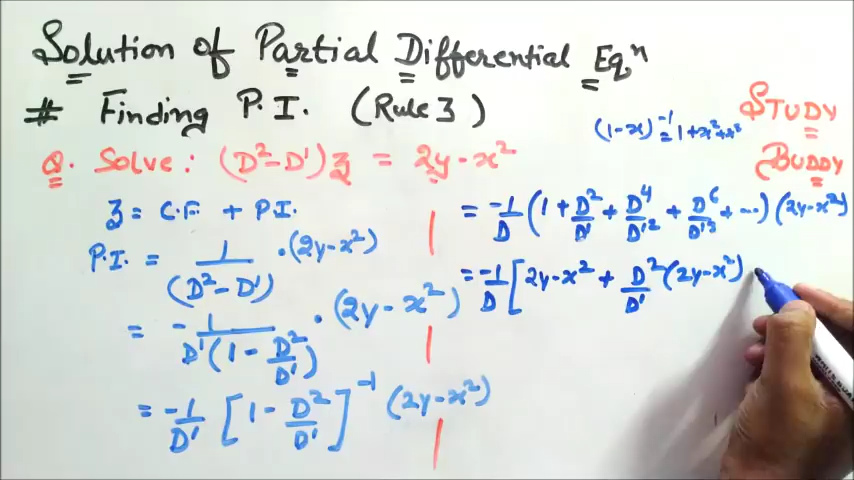 Solution of Partial Differential Eqⁿ
# Finding P.I. (Rule 3)
STUDY BUDDY
(1-x)⁻¹ = 1+x²+x³
Q. Solve: (D²-D')z = 2y-x²
z = C.F + P.I.
P.I. = 1/(D²-D') · (2y-x²)
= -1/D'(1 - D²/D') · (2y-x²)
= -1/D' [1 - D²/D']⁻¹ (2y-x²)
= -1/D (1 + D²/D' + D⁴/D'² + D⁶/D'³ + ...) (2y-x²)
= -1/D [2y-x² + D²/D' (2y-x²)